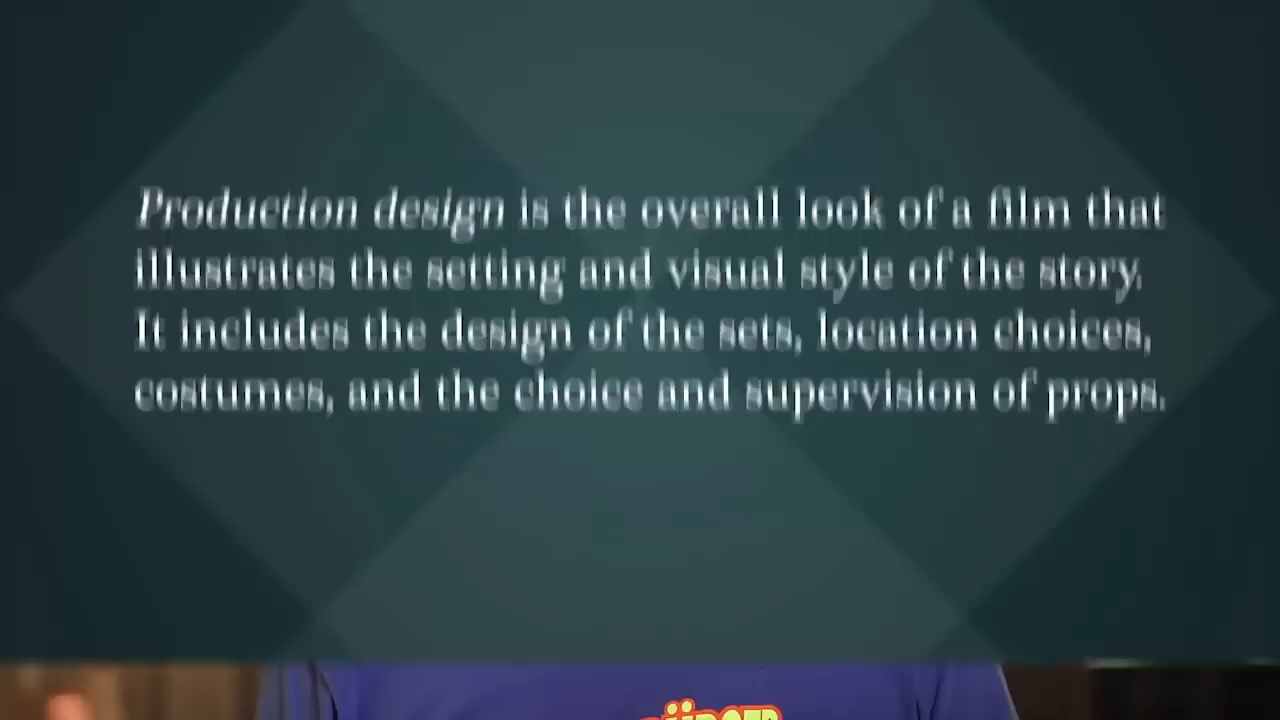 Production design is the overall look of a film that
illustrates the setting and visual style of the story.
It includes the design of the sets, location choices,
costumes, and the choice and supervision of props.